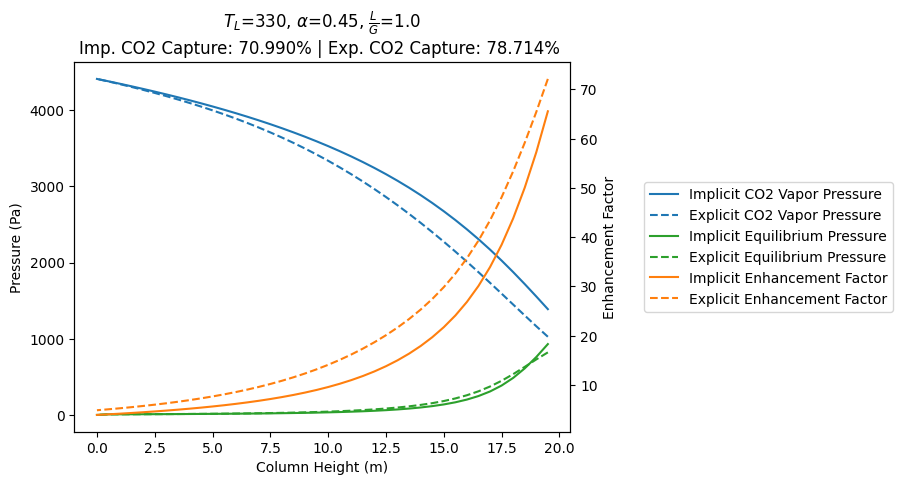 $T_L$=330, $\alpha$=0.45, $\frac{L}{G}$=1.0
Imp. CO2 Capture: 70.990% | Exp. CO2 Capture: 78.714%
Pressure (Pa)
4000
3000
2000
1000
0
0.0 2.5 5.0 7.5 10.0 12.5 15.0 17.5 20.0
Column Height (m)
70
60
50
40
30
20
10
Enhancement Factor
Implicit CO2 Vapor Pressure
Explicit CO2 Vapor Pressure
Implicit Equilibrium Pressure
Explicit Equilibrium Pressure
Implicit Enhancement Factor
Explicit Enhancement Factor